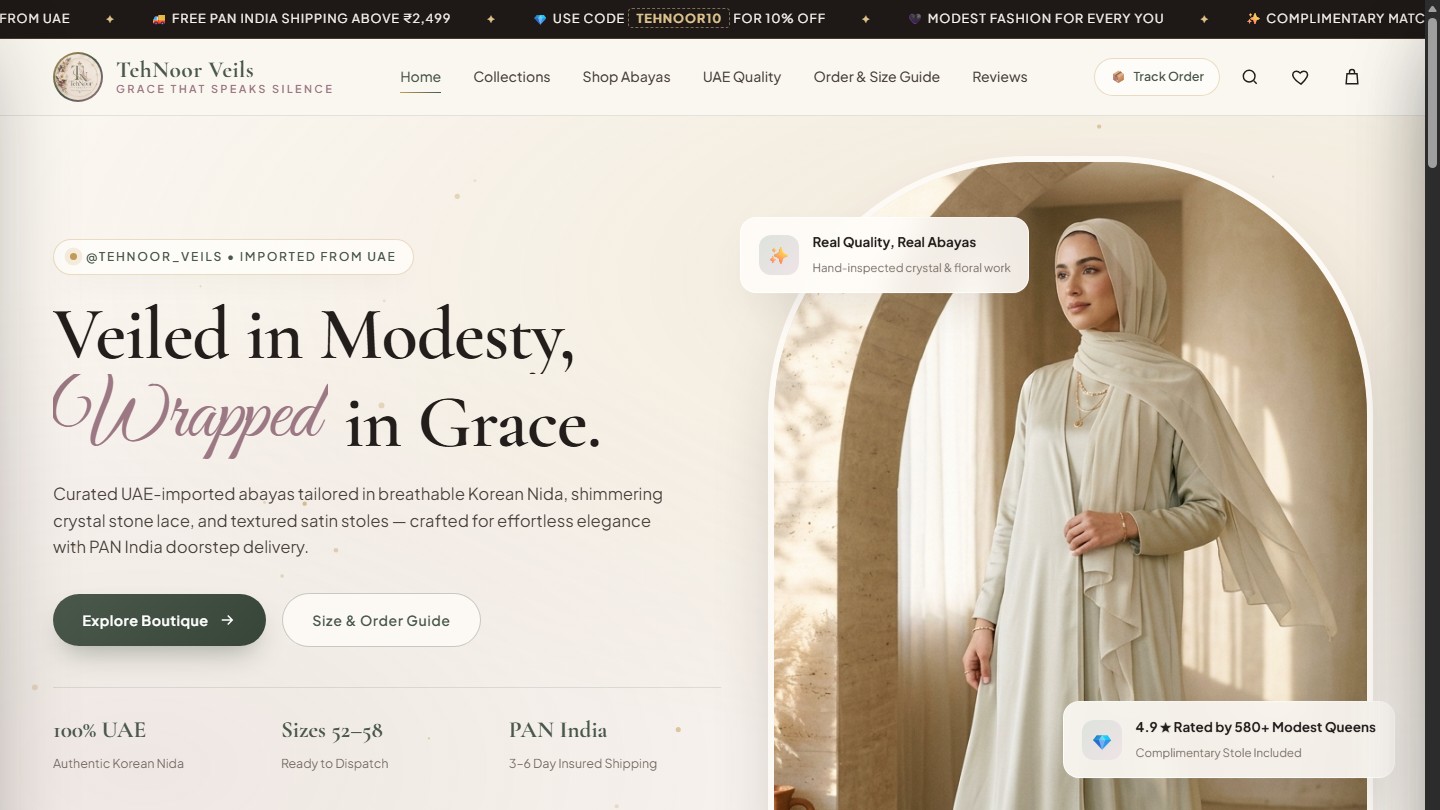 FROM UAE ✦ 🚚 FREE PAN INDIA SHIPPING ABOVE ₹2,499 ✦ 💎 USE CODE TEHNOOR10 FOR 10% OFF ✦ 🖤 MODEST FASHION FOR EVERY YOU ✦ ✨ COMPLIMENTARY MATC
TehNoor Veils
GRACE THAT SPEAKS SILENCE
Home Collections Shop Abayas UAE Quality Order & Size Guide Reviews
📦 Track Order
@TEHNOOR_VEILS • IMPORTED FROM UAE
Veiled in Modesty,
Wrapped in Grace.
Curated UAE-imported abayas tailored in breathable Korean Nida, shimmering
crystal stone lace, and textured satin stoles — crafted for effortless elegance
with PAN India doorstep delivery.
Explore Boutique →
Size & Order Guide
100% UAE
Authentic Korean Nida
Sizes 52–58
Ready to Dispatch
PAN India
3–6 Day Insured Shipping
Real Quality, Real Abayas
Hand-inspected crystal & floral work
4.9 ★ Rated by 580+ Modest Queens
Complimentary Stole Included